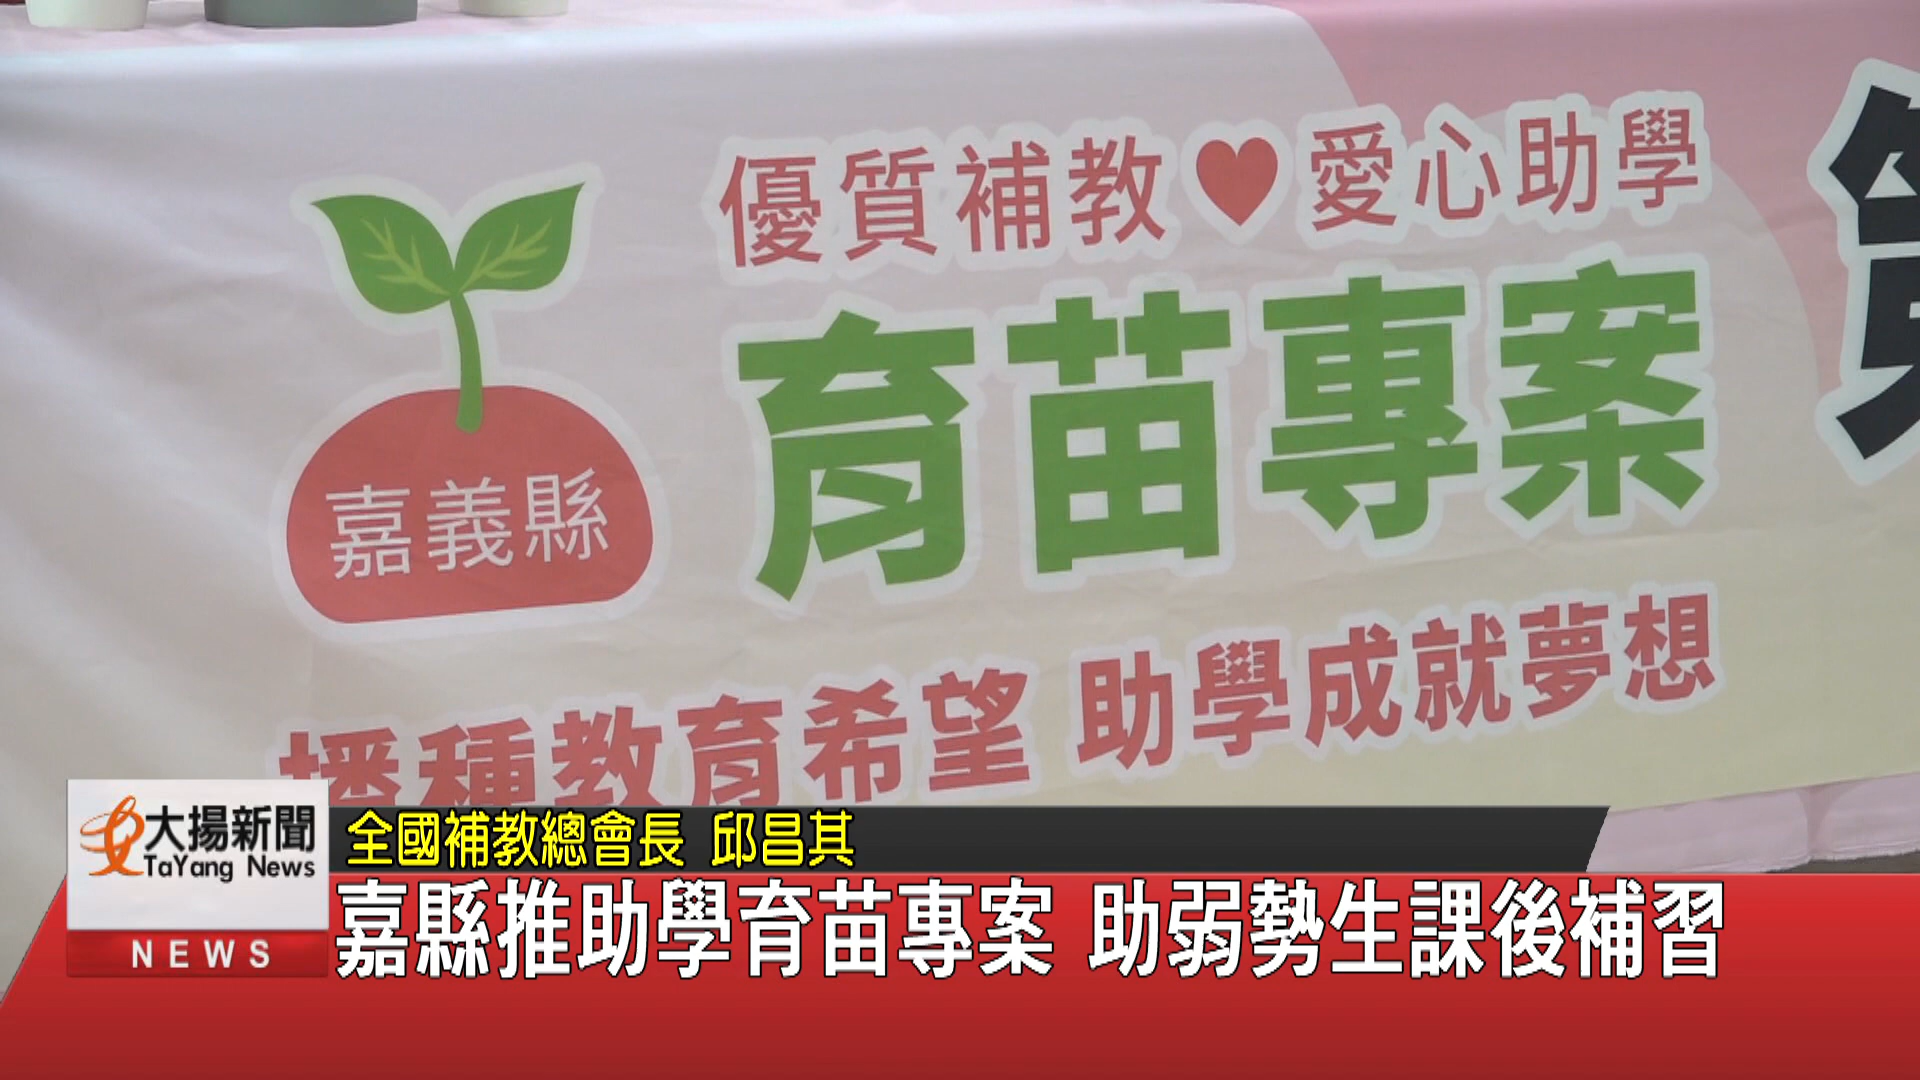 優質補教♥愛心助學
育苗專案
嘉義縣
播種教育希望 助學成就夢想
大揚新聞
TaYang News
NEWS
全國補教總會長 邱昌其
嘉縣推助學育苗專案 助弱勢生課後補習